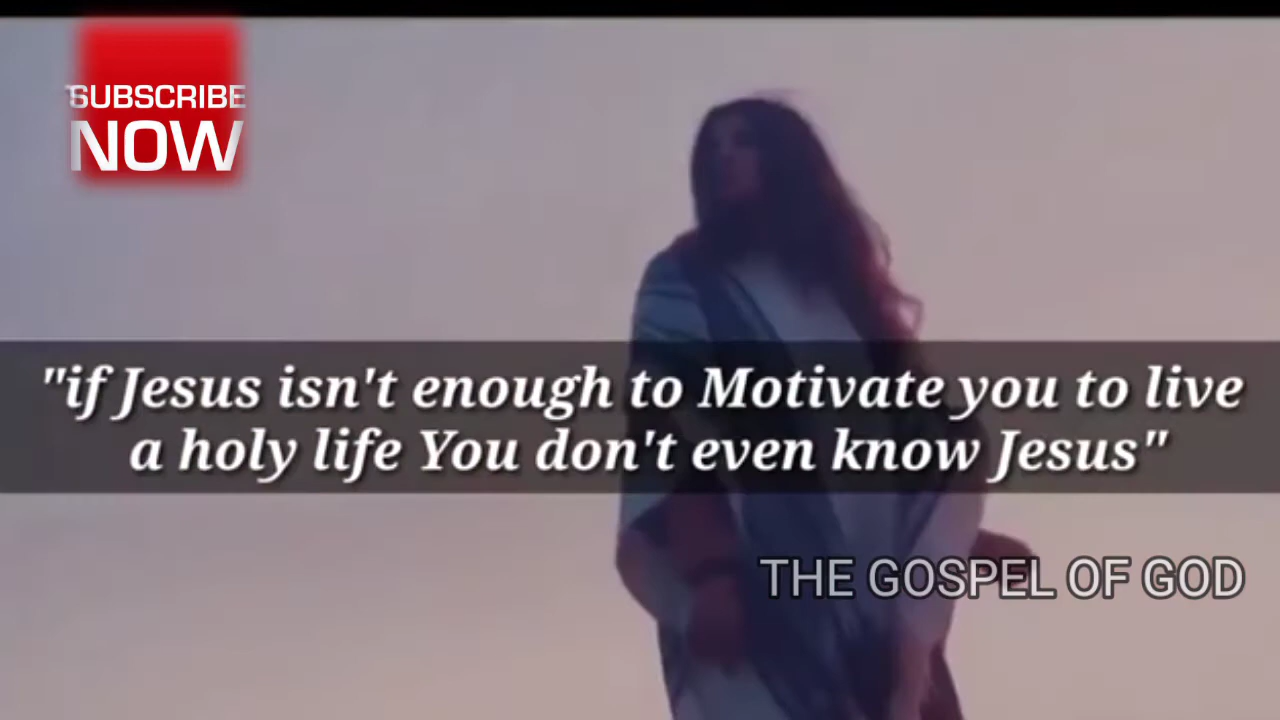 SUBSCRIBE
NOW
"if Jesus isn't enough to Motivate you to live
a holy life You don't even know Jesus"
THE GOSPEL OF GOD